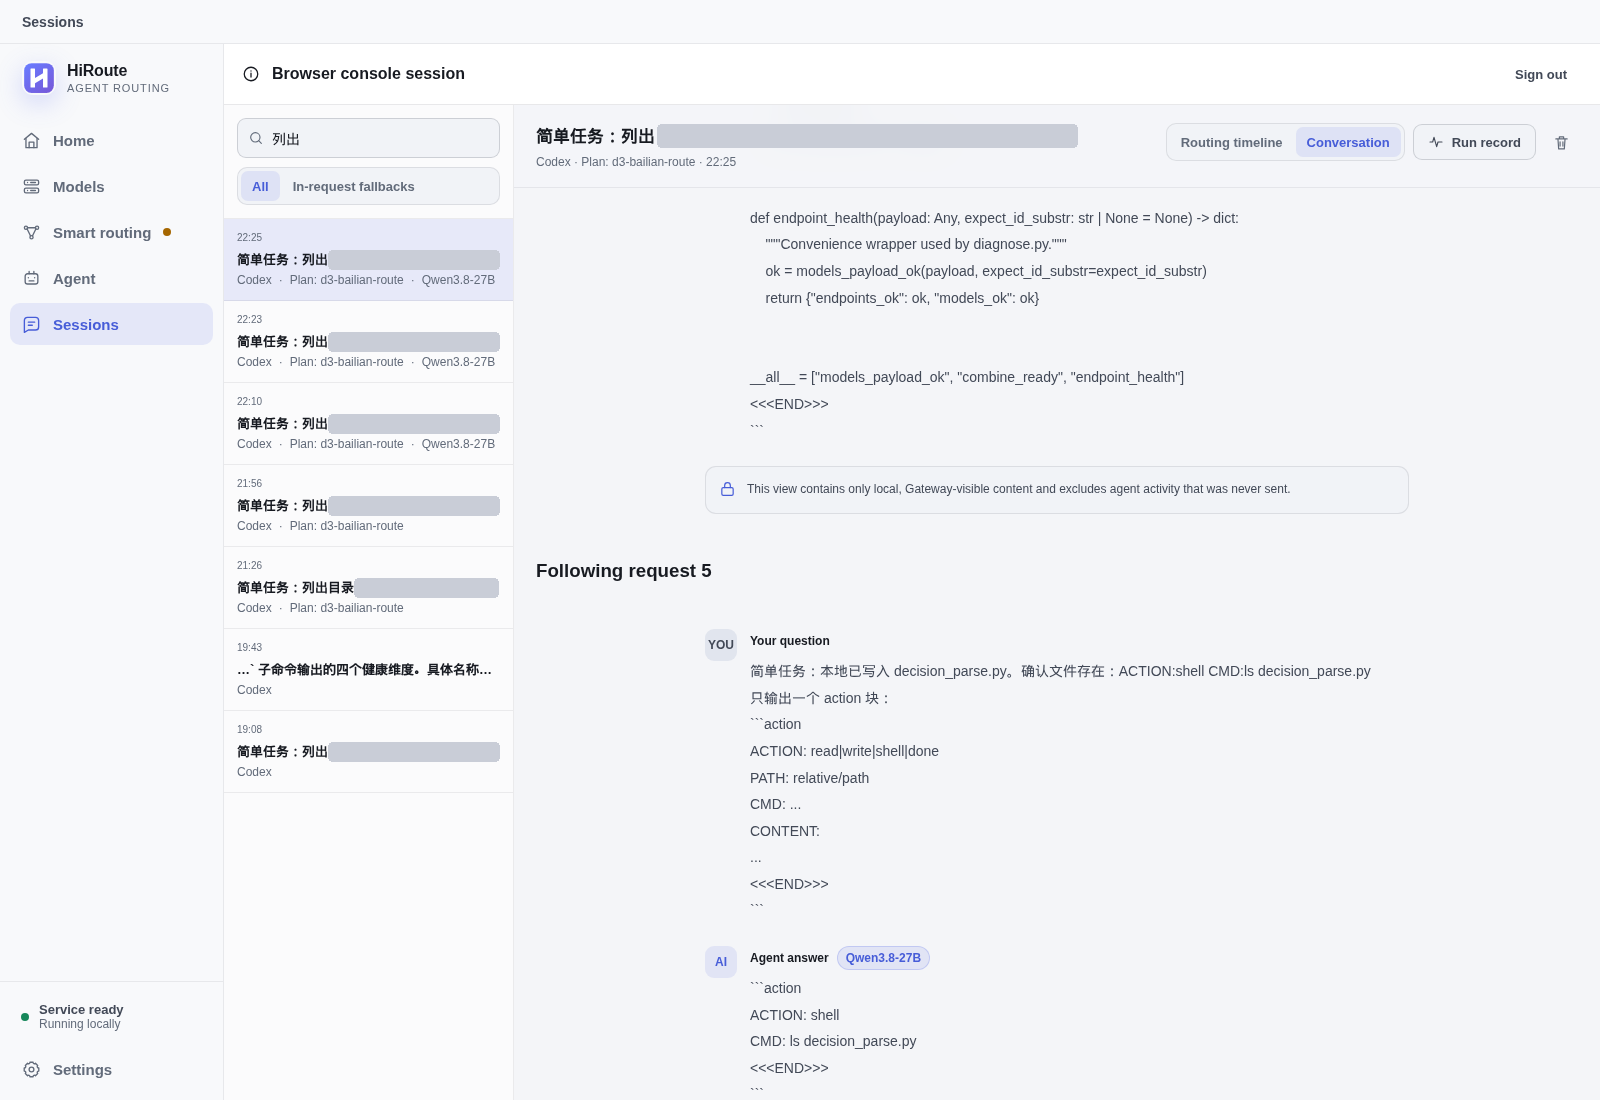 Sessions
HiRoute
AGENT ROUTING
Home
Models
Smart routing
Agent
Sessions
Service ready
Running locally
Settings
Browser console session
Sign out
列出
All
In-request fallbacks
22:25
简单任务：列出
Codex · Plan: d3-bailian-route · Qwen3.8-27B
22:23
简单任务：列出
Codex · Plan: d3-bailian-route · Qwen3.8-27B
22:10
简单任务：列出
Codex · Plan: d3-bailian-route · Qwen3.8-27B
21:56
简单任务：列出
Codex · Plan: d3-bailian-route
21:26
简单任务：列出目录
Codex · Plan: d3-bailian-route
19:43
...` 子命令输出的四个健康维度。具体名称...
Codex
19:08
简单任务：列出
Codex
简单任务：列出
Codex · Plan: d3-bailian-route · 22:25
Routing timeline
Conversation
Run record
def endpoint_health(payload: Any, expect_id_substr: str | None = None) -> dict:
"""Convenience wrapper used by diagnose.py."""
ok = models_payload_ok(payload, expect_id_substr=expect_id_substr)
return {"endpoints_ok": ok, "models_ok": ok}
__all__ = ["models_payload_ok", "combine_ready", "endpoint_health"]
<<<END>>>
```
This view contains only local, Gateway-visible content and excludes agent activity that was never sent.
Following request 5
YOU
Your question
简单任务：本地已写入 decision_parse.py。确认文件存在：ACTION:shell CMD:ls decision_parse.py
只输出一个 action 块：
```action
ACTION: read|write|shell|done
PATH: relative/path
CMD: ...
CONTENT:
...
<<<END>>>
```
AI
Agent answer
Qwen3.8-27B
```action
ACTION: shell
CMD: ls decision_parse.py
<<<END>>>
```